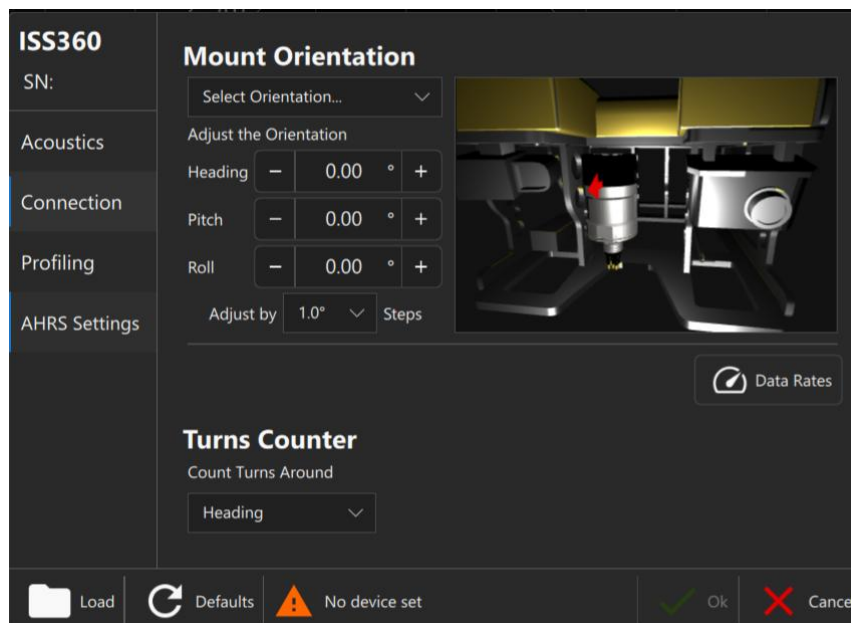 ISS360
SN:
Acoustics
Connection
Profiling
AHRS Settings
Mount Orientation
Select Orientation...
Adjust the Orientation
Heading − 0.00 ° +
Pitch − 0.00 ° +
Roll − 0.00 ° +
Adjust by 1.0° Steps
Data Rates
Turns Counter
Count Turns Around
Heading
Load Defaults No device set Ok Cance